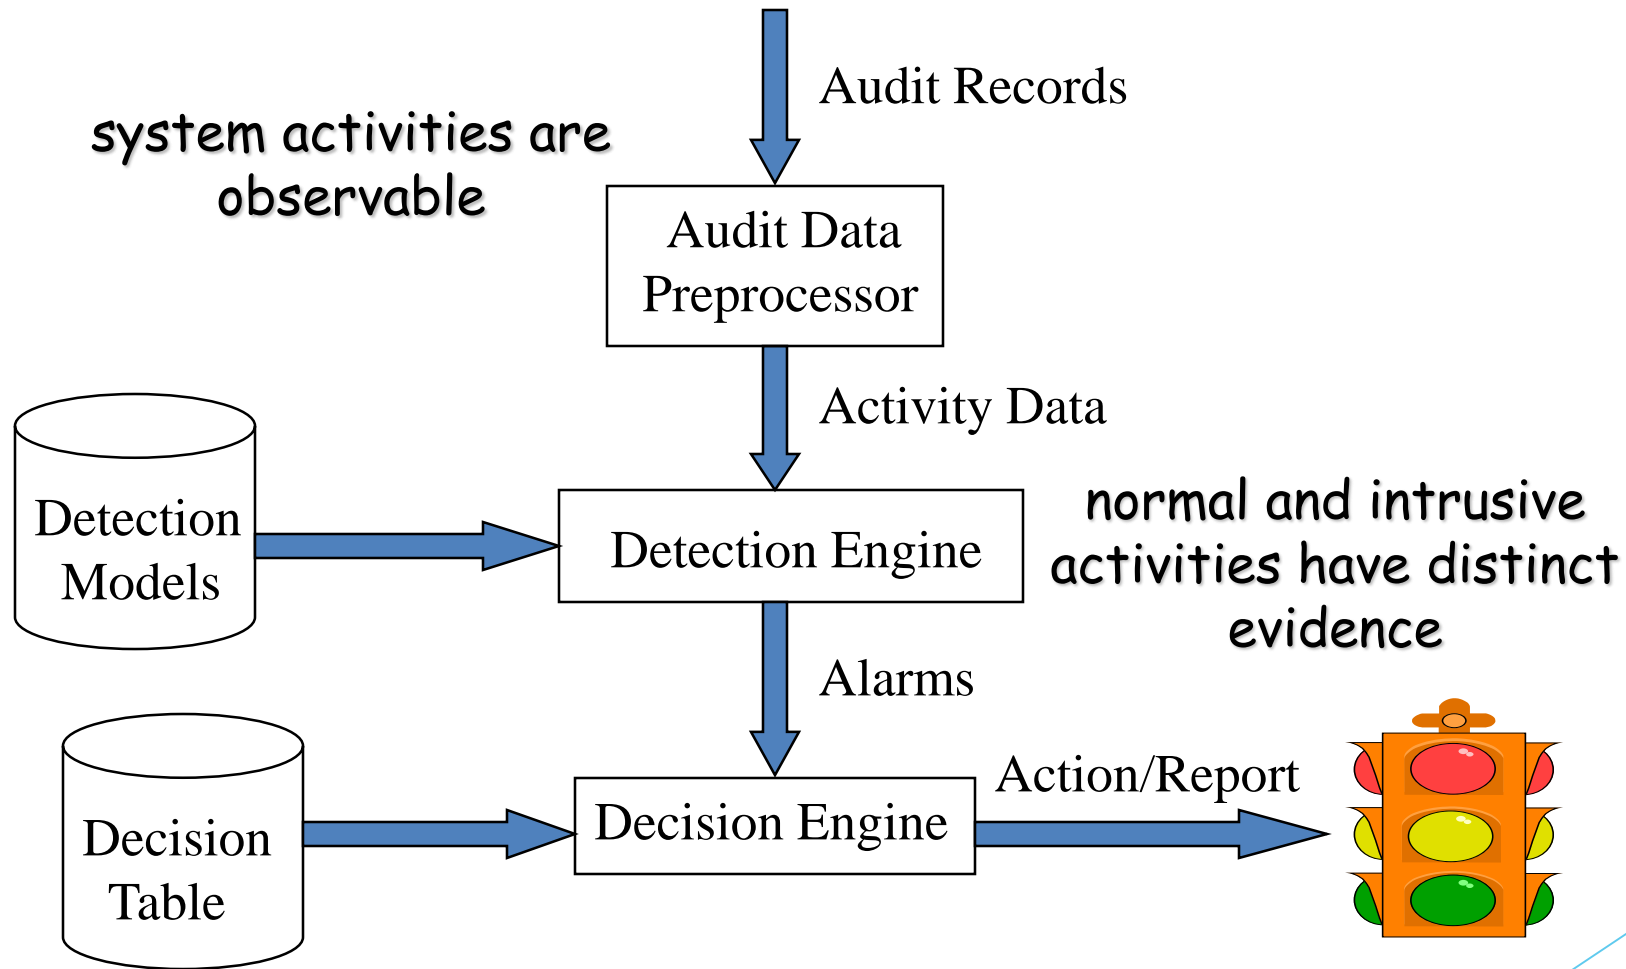 Audit Records
system activities are
observable
Audit Data
Preprocessor
Activity Data
Detection
Models
Detection Engine
normal and intrusive
activities have distinct
evidence
Alarms
Action/Report
Decision Engine
Decision
Table